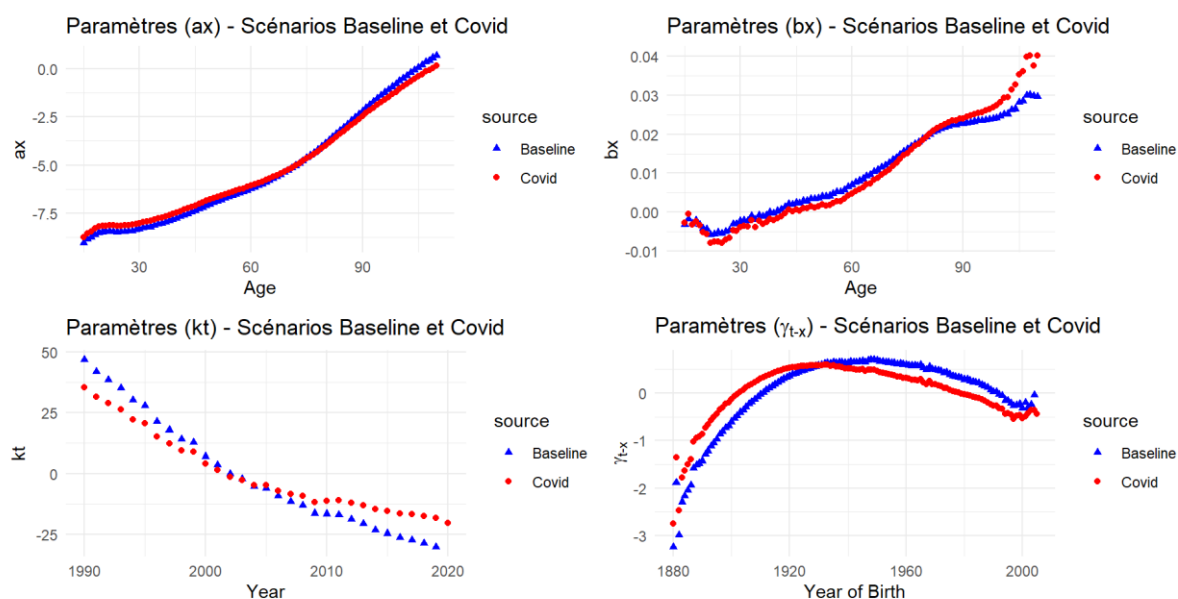 Paramètres (ax) - Scénarios Baseline et Covid
0.0
-2.5
-5.0
-7.5
ax
30
60
90
Age
source
Baseline
Covid
Paramètres (bx) - Scénarios Baseline et Covid
0.04
0.03
0.02
0.01
0.00
-0.01
bx
30
60
90
Age
source
Baseline
Covid
Paramètres (kt) - Scénarios Baseline et Covid
50
25
0
-25
kt
1990
2000
2010
2020
Year
source
Baseline
Covid
Paramètres (γt-x) - Scénarios Baseline et Covid
0
-1
-2
-3
γt-x
1880
1920
1960
2000
Year of Birth
source
Baseline
Covid